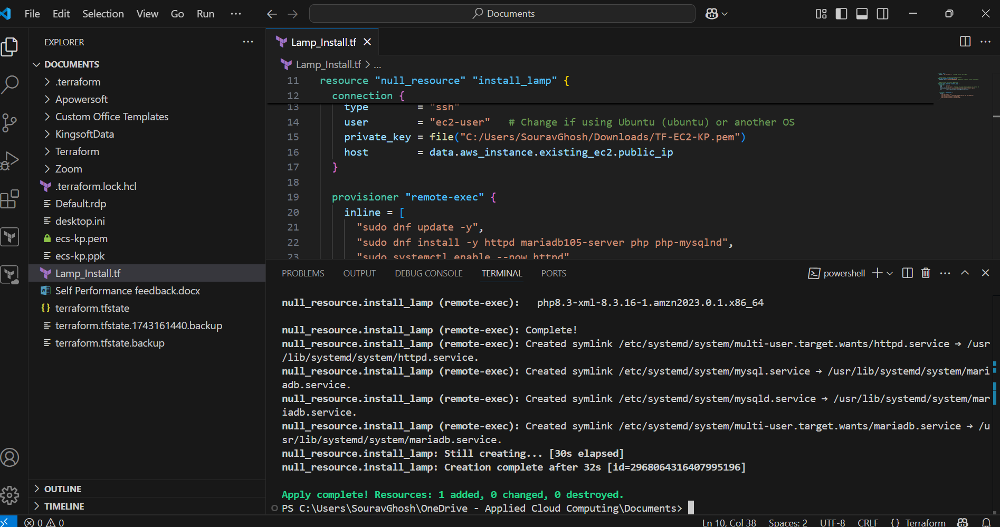 File Edit Selection View Go Run ···
Documents
EXPLORER
DOCUMENTS
.terraform
Apowersoft
Custom Office Templates
KingsoftData
Terraform
Zoom
.terraform.lock.hcl
Default.rdp
desktop.ini
ecs-kp.pem
ecs-kp.ppk
Lamp_Install.tf
Self Performance feedback.docx
terraform.tfstate
terraform.tfstate.1743161440.backup
terraform.tfstate.backup
OUTLINE
TIMELINE
Lamp_Install.tf
Lamp_Install.tf > ...
11 resource "null_resource" "install_lamp" {
12 connection {
13 type = "ssh"
14 user = "ec2-user" # Change if using Ubuntu (ubuntu) or another OS
15 private_key = file("C:/Users/SouravGhosh/Downloads/TF-EC2-KP.pem")
16 host = data.aws_instance.existing_ec2.public_ip
17 }
18
19 provisioner "remote-exec" {
20 inline = [
21 "sudo dnf update -y",
22 "sudo dnf install -y httpd mariadb105-server php php-mysqlnd",
23 "sudo systemctl enable --now httpd"
PROBLEMS OUTPUT DEBUG CONSOLE TERMINAL PORTS
powershell
null_resource.install_lamp (remote-exec): php8.3-xml-8.3.16-1.amzn2023.0.1.x86_64
null_resource.install_lamp (remote-exec): Complete!
null_resource.install_lamp (remote-exec): Created symlink /etc/systemd/system/multi-user.target.wants/httpd.service → /usr
/lib/systemd/system/httpd.service.
null_resource.install_lamp (remote-exec): Created symlink /etc/systemd/system/mysql.service → /usr/lib/systemd/system/mari
adb.service.
null_resource.install_lamp (remote-exec): Created symlink /etc/systemd/system/mysqld.service → /usr/lib/systemd/system/mar
iadb.service.
null_resource.install_lamp (remote-exec): Created symlink /etc/systemd/system/multi-user.target.wants/mariadb.service → /u
sr/lib/systemd/system/mariadb.service.
null_resource.install_lamp: Still creating... [30s elapsed]
null_resource.install_lamp: Creation complete after 32s [id=2968064316407995196]
Apply complete! Resources: 1 added, 0 changed, 0 destroyed.
PS C:\Users\SouravGhosh\OneDrive - Applied Cloud Computing\Documents>
0 0 Ln 10, Col 38 Spaces: 2 UTF-8 CRLF {} Terraform